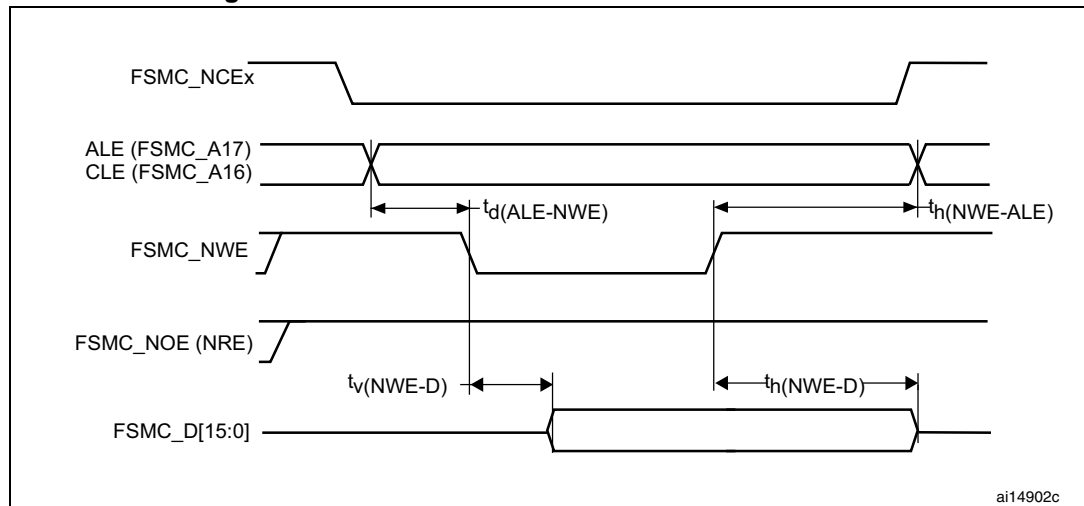 FSMC_NCEx
ALE (FSMC_A17)
CLE (FSMC_A16)
td(ALE-NWE)
th(NWE-ALE)
FSMC_NWE
FSMC_NOE (NRE)
tv(NWE-D)
th(NWE-D)
FSMC_D[15:0]
ai14902c